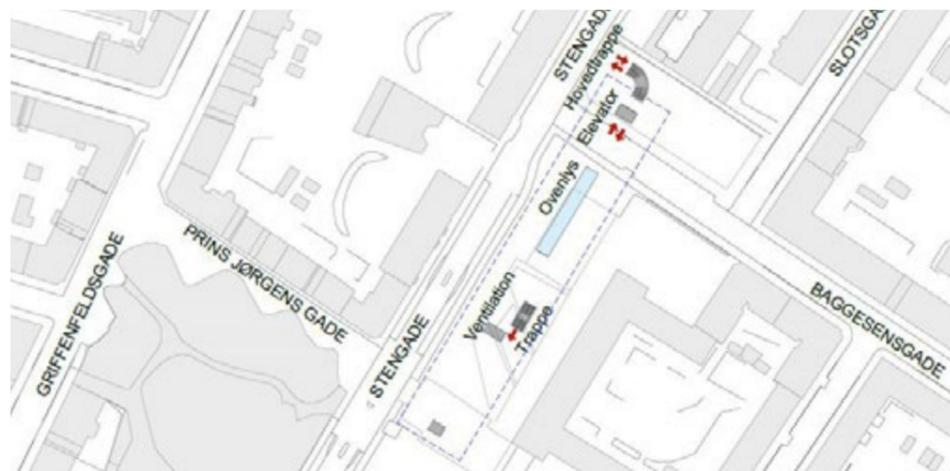 STENGADE
Hovedtrappe
SLOTSGA
Elevator
Ovenlys
PRINS JØRGENS GADE
GRIFFENFELDSGADE
Ventilation
Trappe
STENGADE
BAGGESENSGADE